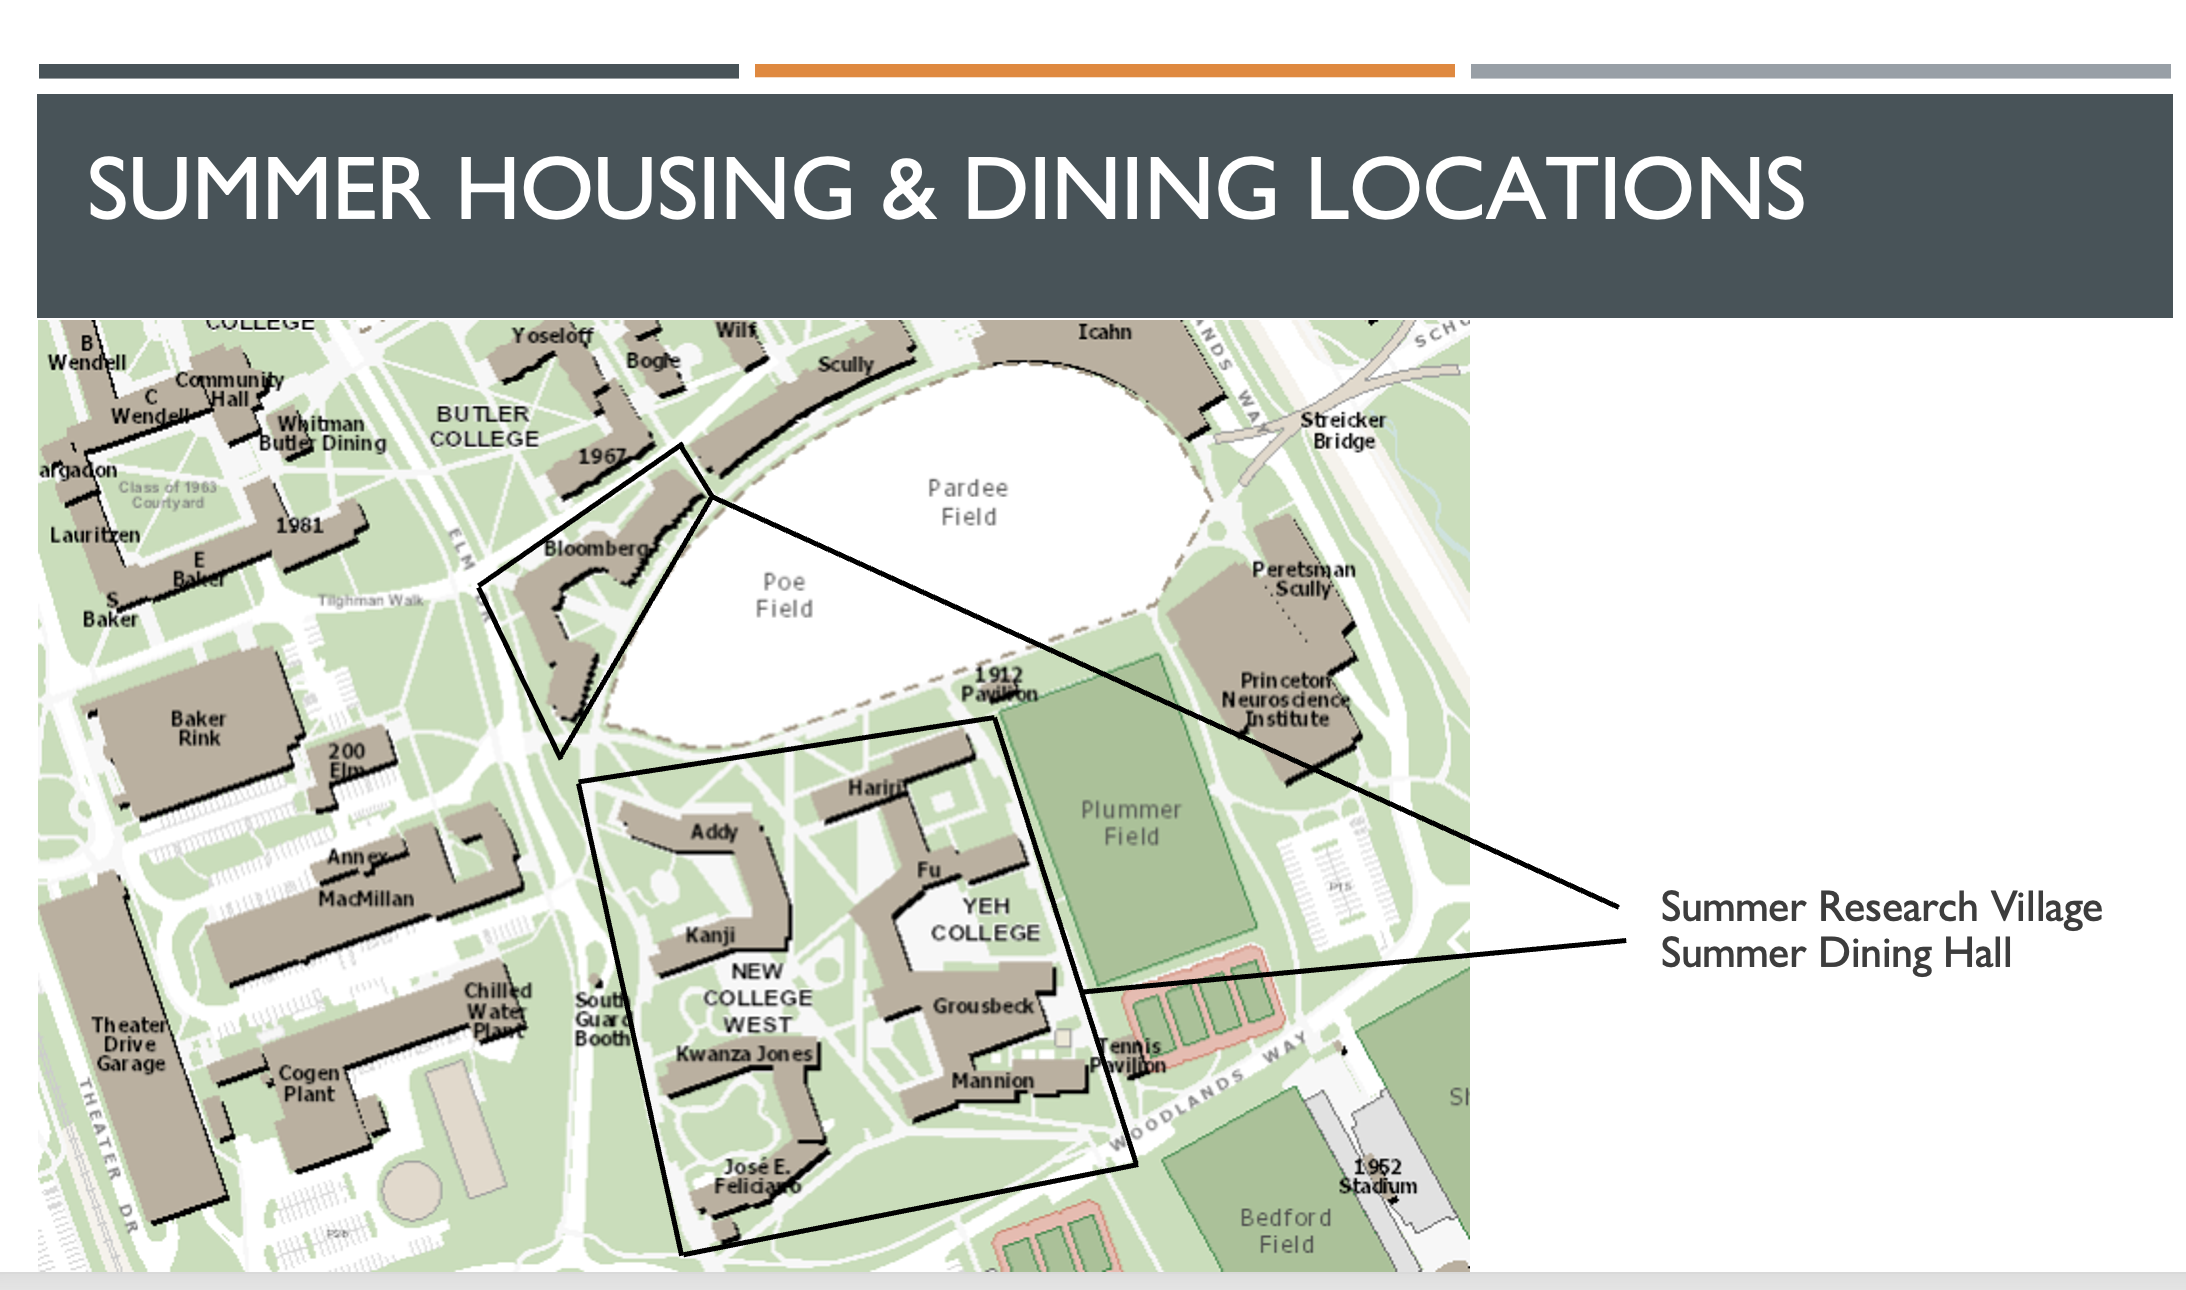 SUMMER HOUSING & DINING LOCATIONS
COLLEGE
B
Wendell
Community
Hall
C
Wendell
Whitman
Butler Dining
argadon
Class of 1963
Courtyard
Lauritzen
1981
E
Baker
S
Baker
Tilghman Walk
ELM
Yoseloff
Bogle
Wilf
Scully
Icahn
BUTLER
COLLEGE
1967
Bloomberg
Pardee
Field
Poe
Field
ANDS WAY
SCHU
Streicker
Bridge
Peretsman
Scully
Princeton
Neuroscience
Institute
1912
Pavilion
Baker
Rink
200
Elm
Annex
MacMillan
Theater
Drive
Garage
THEATER DR
Chilled
Water
Plant
Cogen
Plant
South
Guard
Booth
Hariri
Addy
Fu
Kanji
YEH
COLLEGE
NEW
COLLEGE
WEST
Grousbeck
Kwanza Jones
Mannion
José E.
Feliciano
Plummer
Field
P15
Tennis
Pavilion
WOODLANDS WAY
Bedford
Field
1952
Stadium
Sh
Summer Research Village
Summer Dining Hall